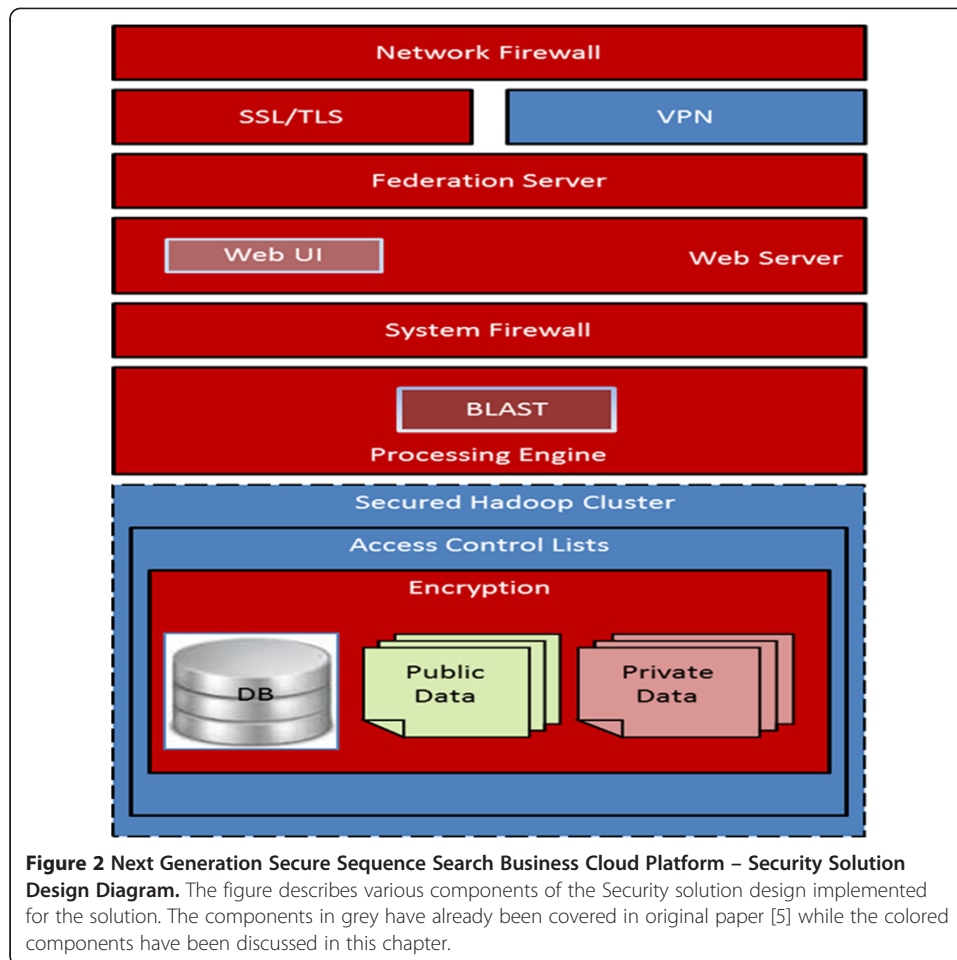 Network Firewall
SSL/TLS
VPN
Federation Server
Web UI
Web Server
System Firewall
BLAST
Processing Engine
Secured Hadoop Cluster
Access Control Lists
Encryption
DB
Public
Data
Private
Data
Figure 2 Next Generation Secure Sequence Search Business Cloud Platform – Security Solution
Design Diagram. The figure describes various components of the Security solution design implemented
for the solution. The components in grey have already been covered in original paper [5] while the colored
components have been discussed in this chapter.